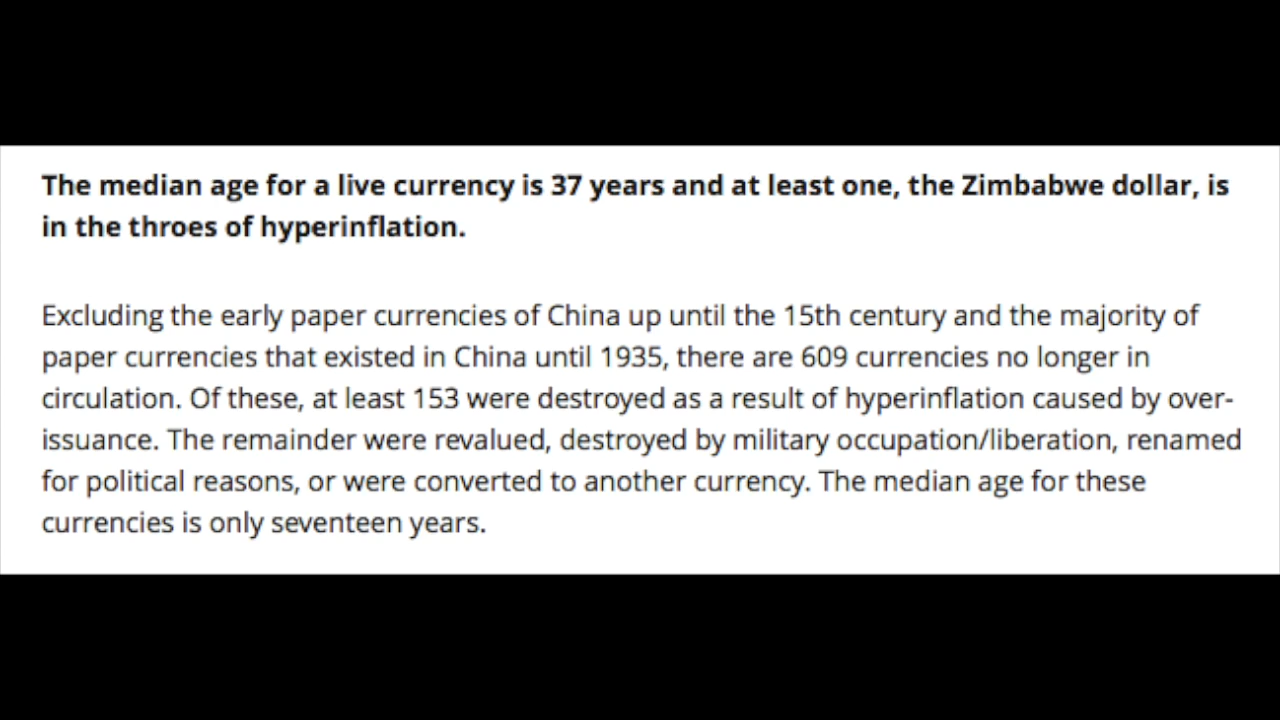 The median age for a live currency is 37 years and at least one, the Zimbabwe dollar, is
in the throes of hyperinflation.
Excluding the early paper currencies of China up until the 15th century and the majority of
paper currencies that existed in China until 1935, there are 609 currencies no longer in
circulation. Of these, at least 153 were destroyed as a result of hyperinflation caused by over-
issuance. The remainder were revalued, destroyed by military occupation/liberation, renamed
for political reasons, or were converted to another currency. The median age for these
currencies is only seventeen years.